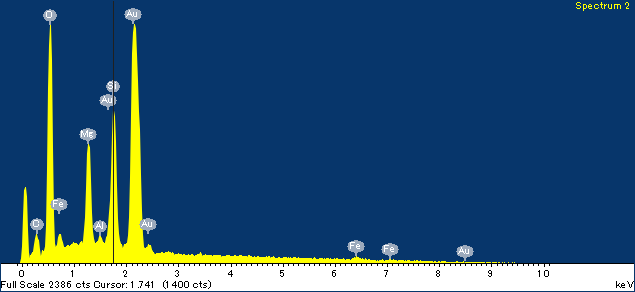 Spectrum 2
O
Au
Si
Au
Mg
Fe
C
Al
Au
Fe
Fe
Au
0 1 2 3 4 5 6 7 8 9 10
Full Scale 2386 cts Cursor: 1.741 (1400 cts) keV